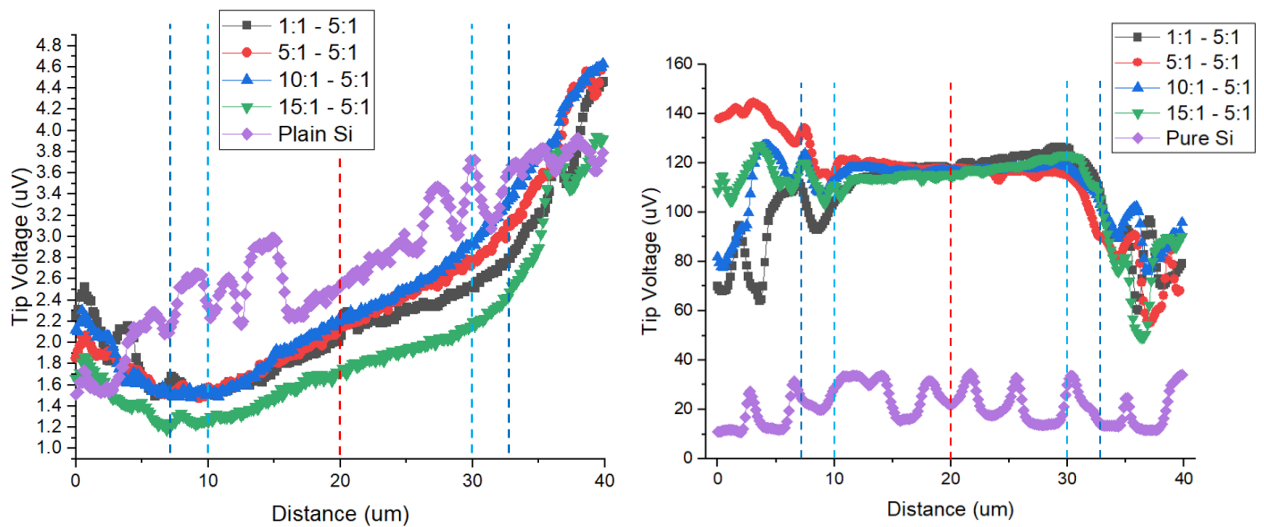 1:1 - 5:1
5:1 - 5:1
10:1 - 5:1
15:1 - 5:1
Plain Si
4.8
4.6
4.4
4.2
4.0
3.8
3.6
3.4
3.2
3.0
2.8
2.6
2.4
2.2
2.0
1.8
1.6
1.4
1.2
1.0
Tip Voltage (uV)
0 10 20 30 40
Distance (um)
1:1 - 5:1
5:1 - 5:1
10:1 - 5:1
15:1 - 5:1
Pure Si
160
140
120
100
80
60
40
20
0
Tip Voltage (uV)
0 10 20 30 40
Distance (um)